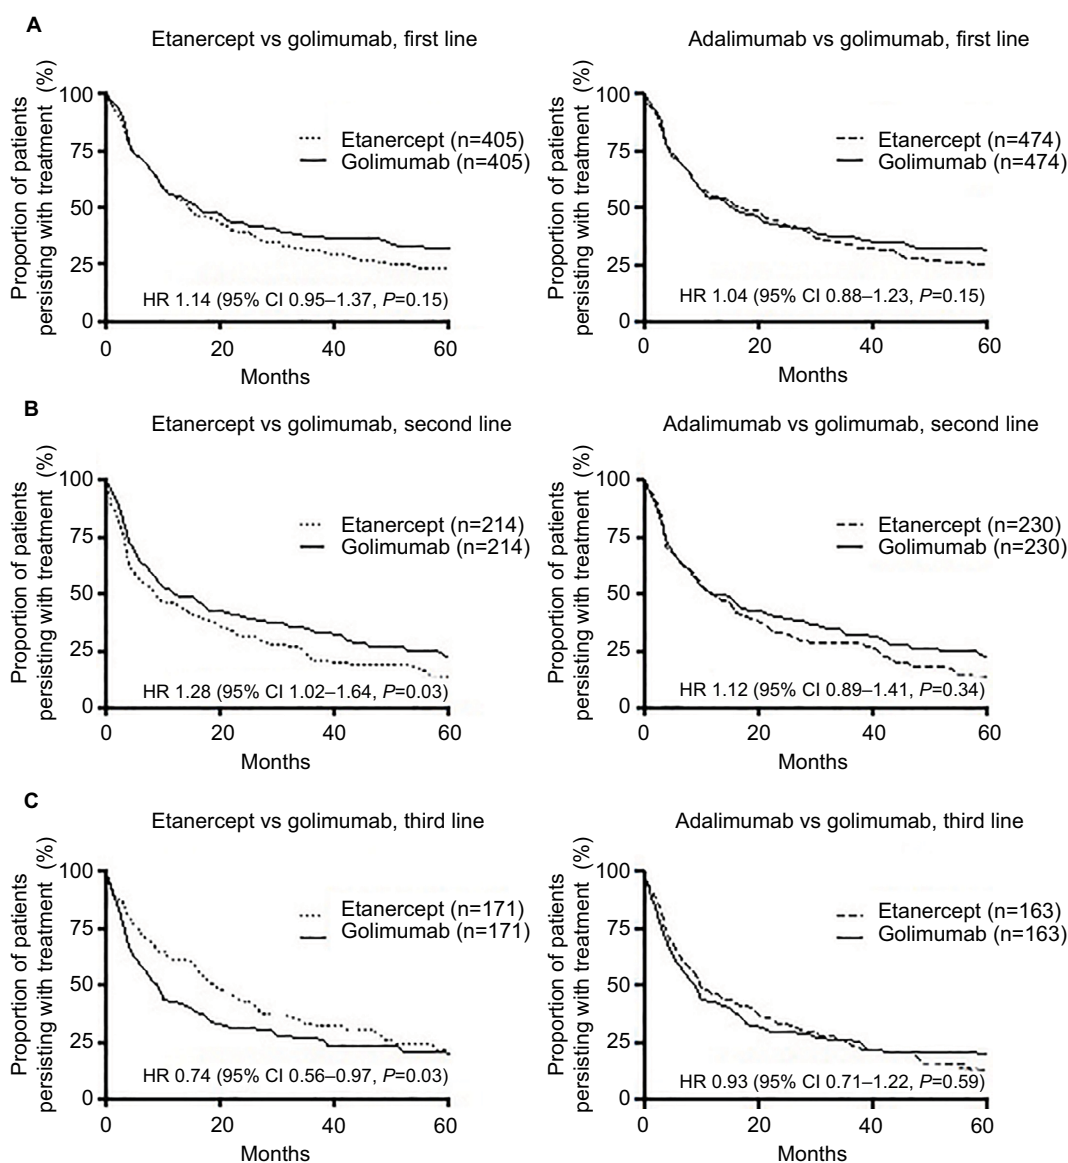 A
Etanercept vs golimumab, first line
Proportion of patients
persisting with treatment (%)
100
75
50
25
0
Etanercept (n=405)
Golimumab (n=405)
HR 1.14 (95% CI 0.95–1.37, P=0.15)
0 20 40 60
Months
Adalimumab vs golimumab, first line
Proportion of patients
persisting with treatment (%)
100
75
50
25
0
Etanercept (n=474)
Golimumab (n=474)
HR 1.04 (95% CI 0.88–1.23, P=0.15)
0 20 40 60
Months
B
Etanercept vs golimumab, second line
Proportion of patients
persisting with treatment (%)
100
75
50
25
0
Etanercept (n=214)
Golimumab (n=214)
HR 1.28 (95% CI 1.02–1.64, P=0.03)
0 20 40 60
Months
Adalimumab vs golimumab, second line
Proportion of patients
persisting with treatment (%)
100
75
50
25
0
Etanercept (n=230)
Golimumab (n=230)
HR 1.12 (95% CI 0.89–1.41, P=0.34)
0 20 40 60
Months
C
Etanercept vs golimumab, third line
Proportion of patients
persisting with treatment (%)
100
75
50
25
0
Etanercept (n=171)
Golimumab (n=171)
HR 0.74 (95% CI 0.56–0.97, P=0.03)
0 20 40 60
Months
Adalimumab vs golimumab, third line
Proportion of patients
persisting with treatment (%)
100
75
50
25
0
Etanercept (n=163)
Golimumab (n=163)
HR 0.93 (95% CI 0.71–1.22, P=0.59)
0 20 40 60
Months